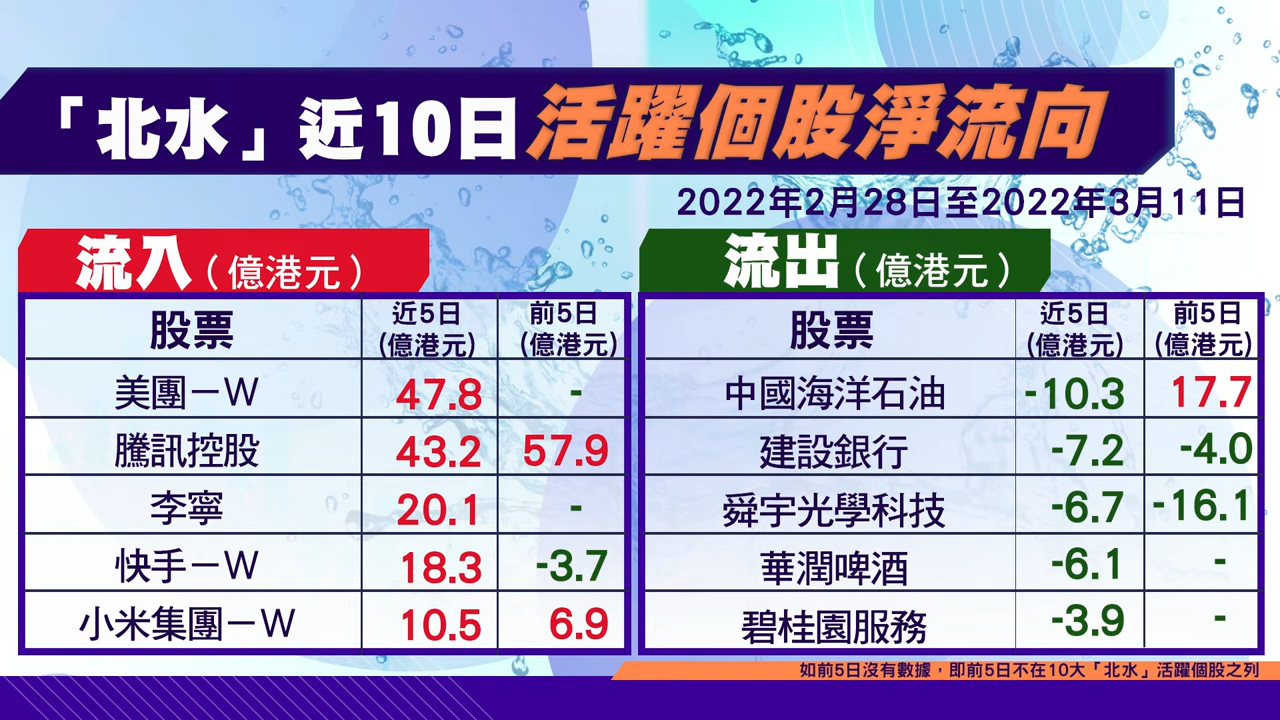 「北水」近10日活躍個股淨流向
2022年2月28日至2022年3月11日
流入（億港元）
股票 近5日(億港元) 前5日(億港元)
美團－W 47.8 -
騰訊控股 43.2 57.9
李寧 20.1 -
快手－W 18.3 -3.7
小米集團－W 10.5 6.9
流出（億港元）
股票 近5日(億港元) 前5日(億港元)
中國海洋石油 -10.3 17.7
建設銀行 -7.2 -4.0
舜宇光學科技 -6.7 -16.1
華潤啤酒 -6.1 -
碧桂園服務 -3.9 -
如前5日沒有數據，即前5日不在10大「北水」活躍個股之列